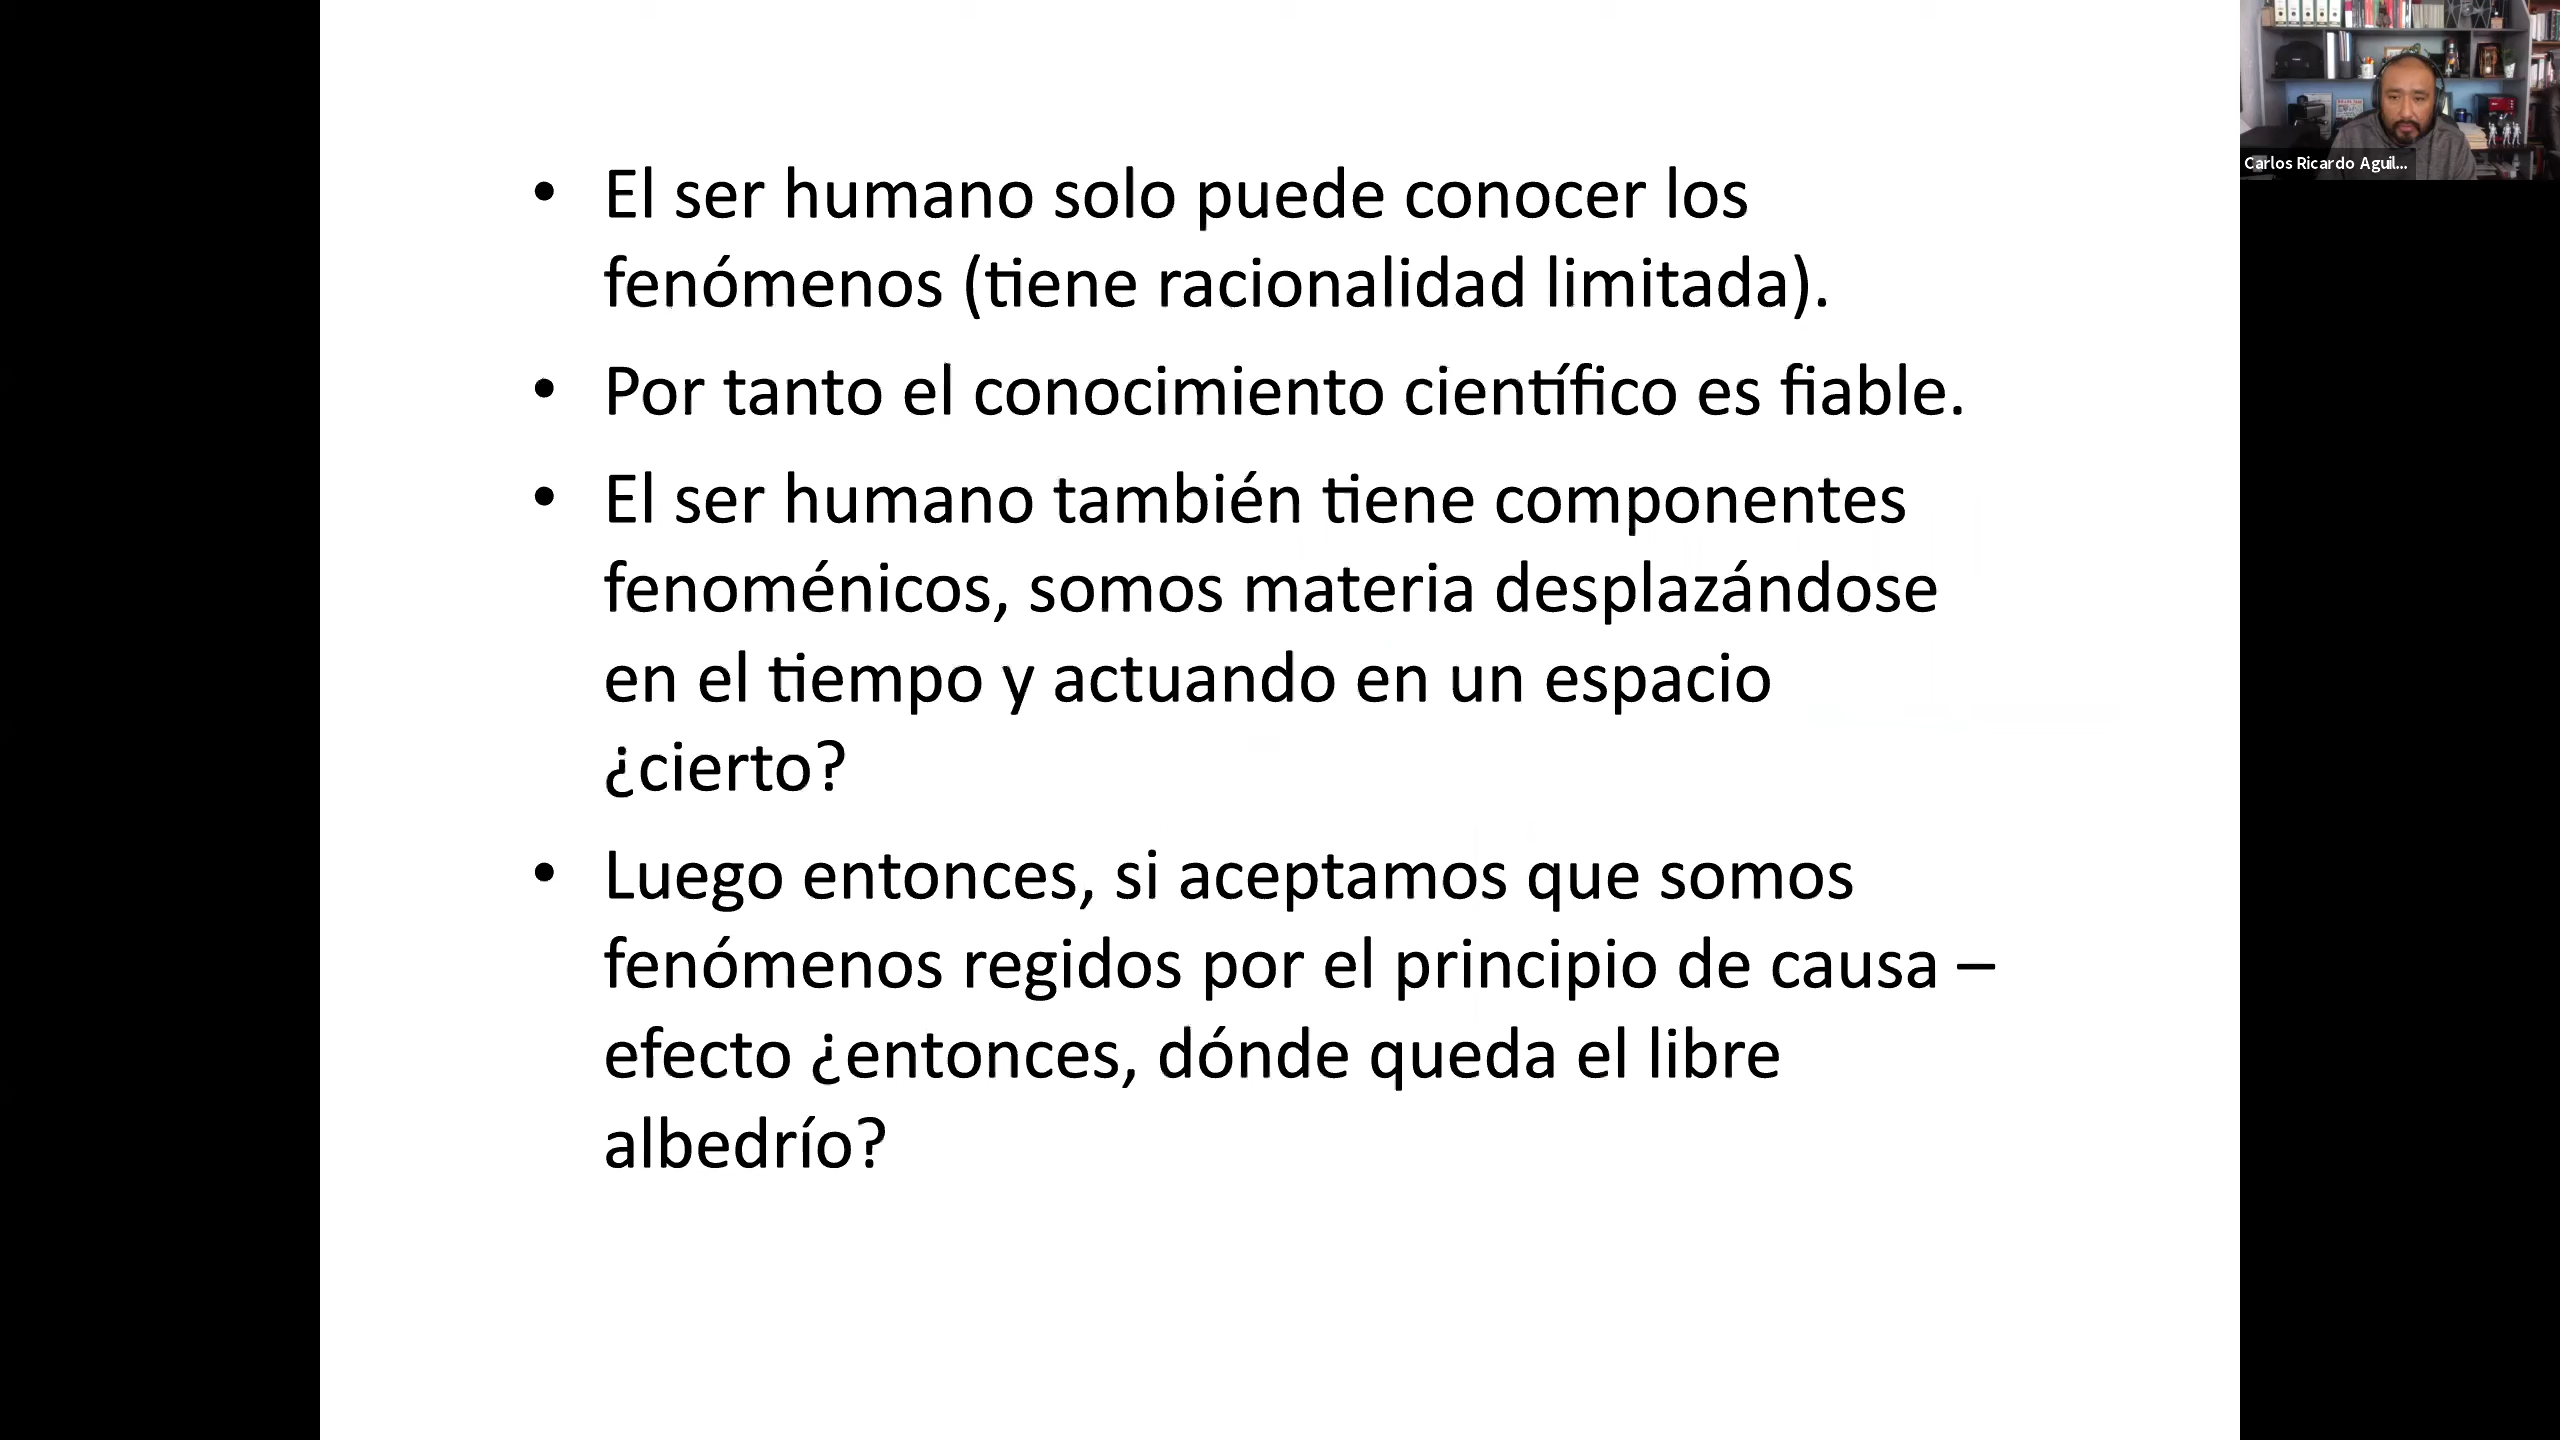 • El ser humano solo puede conocer los
fenómenos (tiene racionalidad limitada).
• Por tanto el conocimiento científico es fiable.
• El ser humano también tiene componentes
fenoménicos, somos materia desplazándose
en el tiempo y actuando en un espacio
¿cierto?
• Luego entonces, si aceptamos que somos
fenómenos regidos por el principio de causa –
efecto ¿entonces, dónde queda el libre
albedrío?
Carlos Ricardo Aguil...